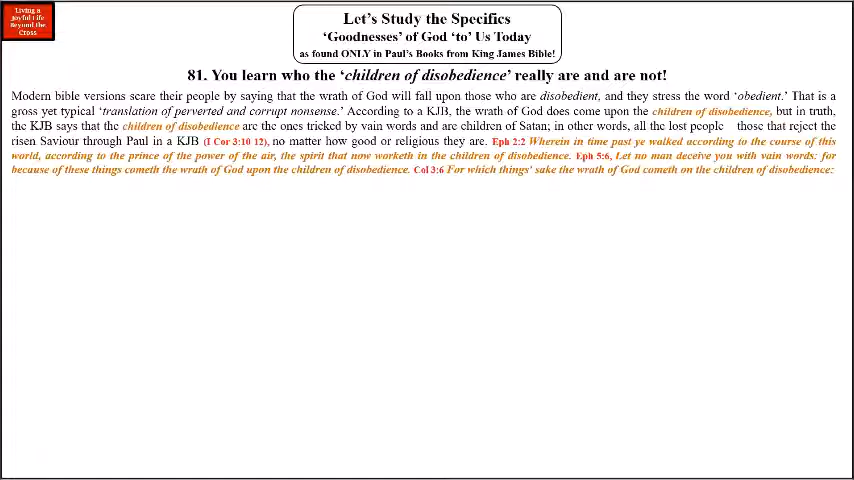 Living a
Joyful Life
Beyond the
Cross
Let’s Study the Specifics
‘Goodnesses’ of God ‘to’ Us Today
as found ONLY in Paul’s Books from King James Bible!
81. You learn who the ‘children of disobedience’ really are and are not!
Modern bible versions scare their people by saying that the wrath of God will fall upon those who are disobedient, and they stress the word ‘obedient.’ That is a
gross yet typical ‘translation of perverted and corrupt nonsense.’ According to a KJB, the wrath of God does come upon the children of disobedience, but in truth,
the KJB says that the children of disobedience are the ones tricked by vain words and are children of Satan; in other words, all the lost people those that reject the
risen Saviour through Paul in a KJB (I Cor 3:10 12), no matter how good or religious they are. Eph 2:2 Wherein in time past ye walked according to the course of this
world, according to the prince of the power of the air, the spirit that now worketh in the children of disobedience. Eph 5:6, Let no man deceive you with vain words: for
because of these things cometh the wrath of God upon the children of disobedience. Col 3:6 For which things' sake the wrath of God cometh on the children of disobedience: